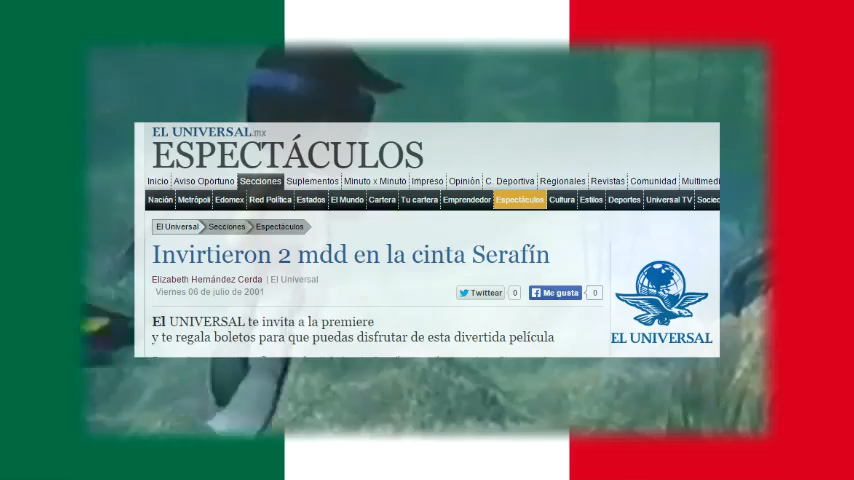 EL UNIVERSAL.mx
ESPECTÁCULOS
Inicio Aviso Oportuno Secciones Suplementos Minuto x Minuto Impreso Opinión C. Deportiva Regionales Revistas Comunidad Multimedi
Nación Metrópoli Edomex Red Política Estados El Mundo Cartera Tu cartera Emprendedor Espectáculos Cultura Estilos Deportes Universal TV Socied
El Universal Secciones Espectáculos
Invirtieron 2 mdd en la cinta Serafín
Elizabeth Hernández Cerda | El Universal
Viernes 06 de julio de 2001
Twittear 0 Me gusta 0
El UNIVERSAL te invita a la premiere
y te regala boletos para que puedas disfrutar de esta divertida película
EL UNIVERSAL